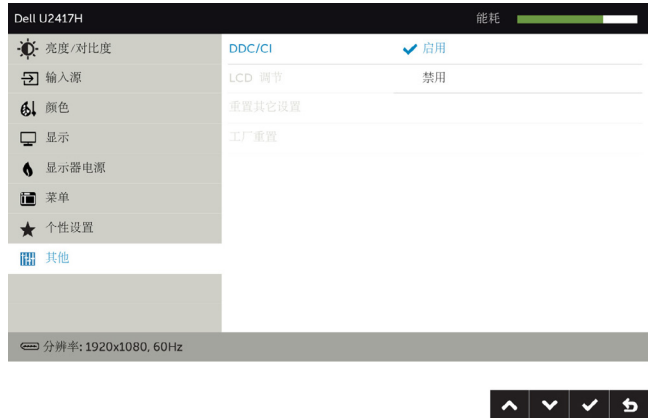 Dell U2417H
能耗
亮度/对比度
DDC/CI
启用
输入源
LCD 调节
禁用
颜色
重置其它设置
显示
工厂重置
显示器电源
菜单
个性设置
其他
分辨率: 1920x1080, 60Hz